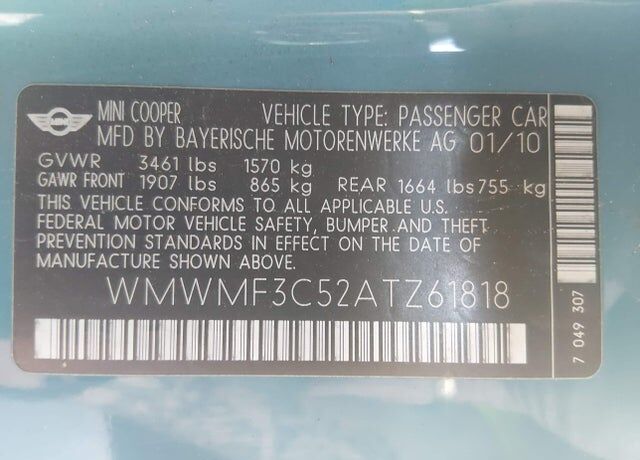 MINI COOPER VEHICLE TYPE: PASSENGER CAR
MFD BY BAYERISCHE MOTORENWERKE AG 01/10
GVWR 3461 lbs 1570 kg
GAWR FRONT 1907 lbs 865 kg REAR 1664 lbs 755 kg
THIS VEHICLE CONFORMS TO ALL APPLICABLE U.S.
FEDERAL MOTOR VEHICLE SAFETY, BUMPER AND THEFT
PREVENTION STANDARDS IN EFFECT ON THE DATE OF
MANUFACTURE SHOWN ABOVE.
WMWMF3C52ATZ61818
7 049 307